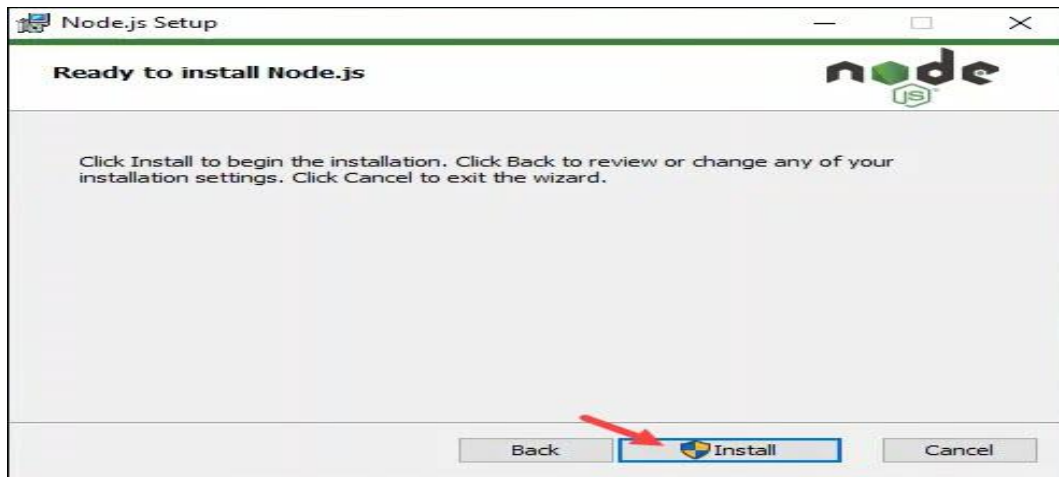 Node.js Setup
Ready to install Node.js
node
JS
Click Install to begin the installation. Click Back to review or change any of your
installation settings. Click Cancel to exit the wizard.
Back
Install
Cancel